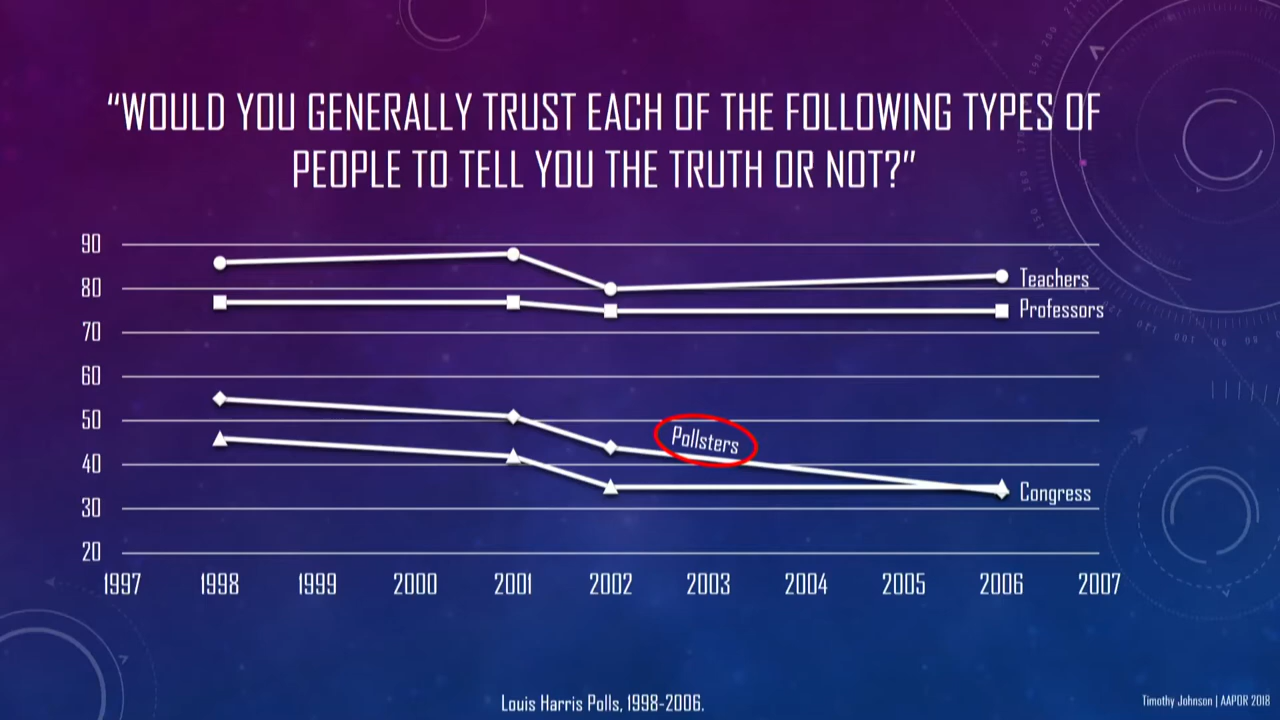 “WOULD YOU GENERALLY TRUST EACH OF THE FOLLOWING TYPES OF
PEOPLE TO TELL YOU THE TRUTH OR NOT?”
90
80
70
60
50
40
30
20
Teachers
Professors
Pollsters
Congress
1997 1998 1999 2000 2001 2002 2003 2004 2005 2006 2007
Louis Harris Polls, 1998-2006.
Timothy Johnson | AAPOR 2018